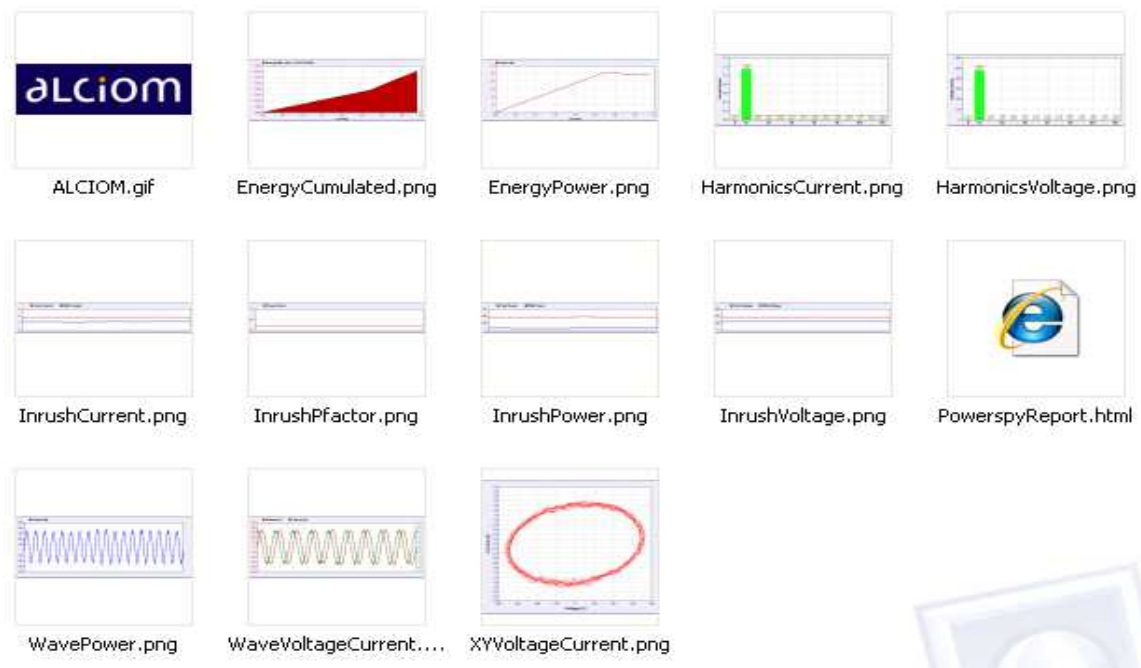 aLciom
ALCIOM.gif
EnergyCumulated.png
EnergyPower.png
HarmonicsCurrent.png
HarmonicsVoltage.png
InrushCurrent.png
InrushPfactor.png
InrushPower.png
InrushVoltage.png
PowerspyReport.html
WavePower.png
WaveVoltageCurrent....
XYVoltageCurrent.png